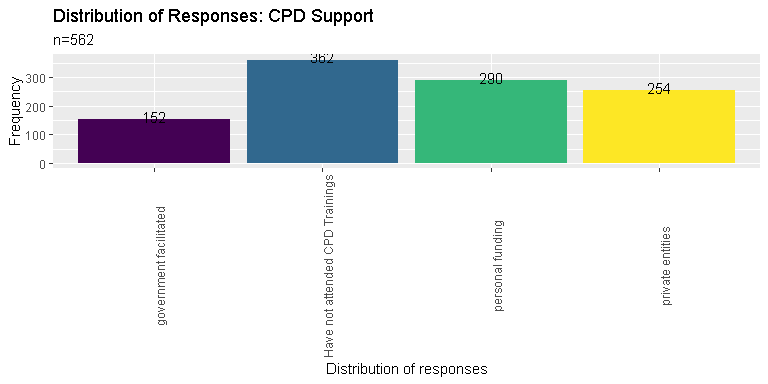 Distribution of Responses: CPD Support
n=562
Frequency
300
200
100
0
152
362
290
254
government facilitated
Have not attended CPD Trainings
personal funding
private entities
Distribution of responses